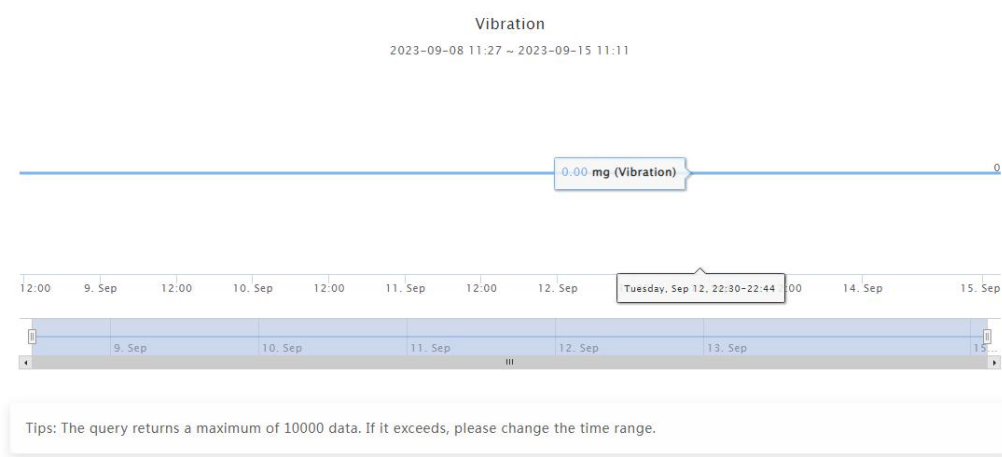 Vibration
2023-09-08 11:27 ~ 2023-09-15 11:11
0.00 mg (Vibration)
0
12:00 9. Sep 12:00 10. Sep 12:00 11. Sep 12:00 12. Sep :00 14. Sep 15. Sep
Tuesday, Sep 12, 22:30-22:44
9. Sep 10. Sep 11. Sep 12. Sep 13. Sep 15...
Tips: The query returns a maximum of 10000 data. If it exceeds, please change the time range.